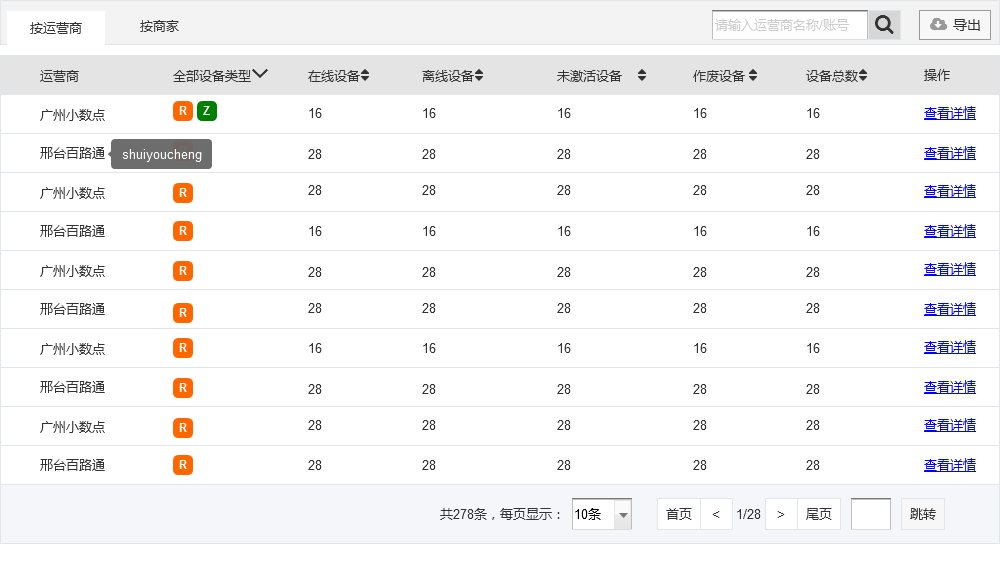 按运营商 按商家 请输入运营商名称/账号 导出
运营商 全部设备类型 在线设备 离线设备 未激活设备 作废设备 设备总数 操作
广州小数点 R Z 16 16 16 16 16 查看详情
邢台百路通 shuiyoucheng 28 28 28 28 28 查看详情
广州小数点 R 28 28 28 28 28 查看详情
邢台百路通 R 16 16 16 16 16 查看详情
广州小数点 R 28 28 28 28 28 查看详情
邢台百路通 R 28 28 28 28 28 查看详情
广州小数点 R 16 16 16 16 16 查看详情
邢台百路通 R 28 28 28 28 28 查看详情
广州小数点 R 28 28 28 28 28 查看详情
邢台百路通 R 28 28 28 28 28 查看详情
共278条，每页显示： 10条 首页 < 1/28 > 尾页 跳转